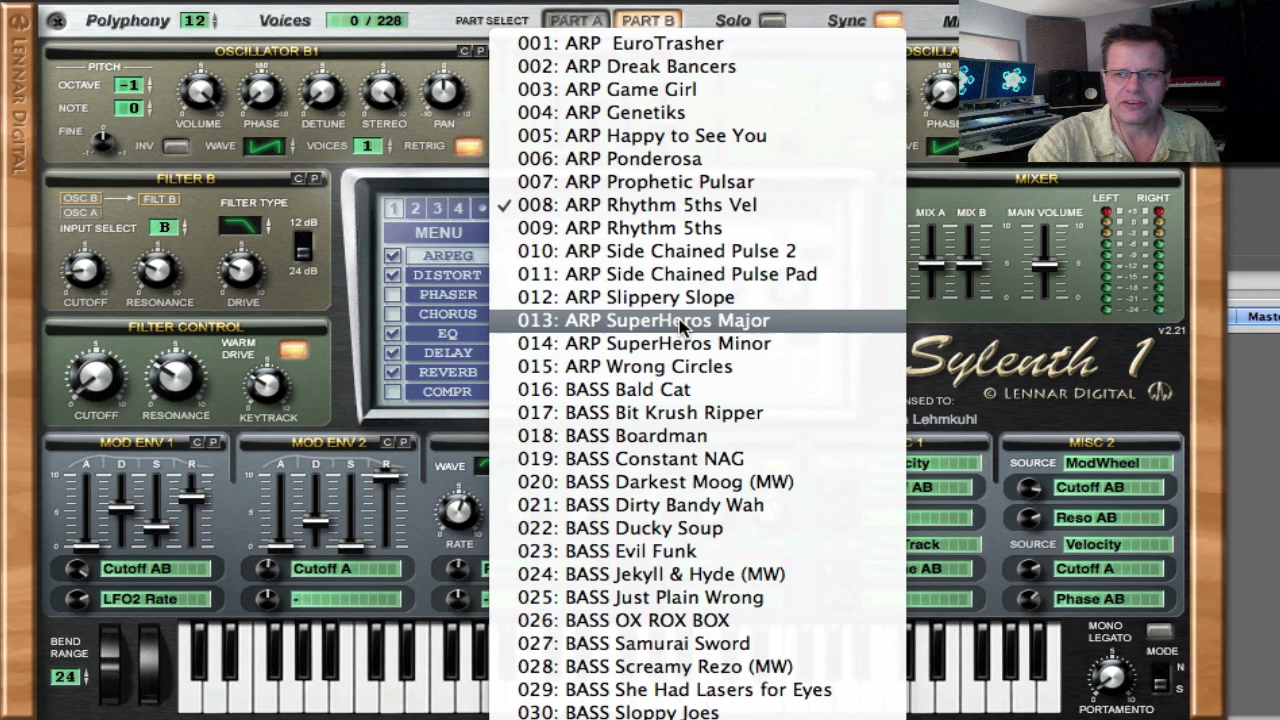 LENNAR DIGITAL
Polyphony 12 Voices 0 / 228 PART SELECT PART A PART B Solo Sync
OSCILLATOR B1 C P
PITCH
OCTAVE -1
NOTE 0
FINE
VOLUME PHASE DETUNE STEREO PAN
INV WAVE VOICES 1 RETRIG
FILTER B C P
OSC B FILT B
OSC A
INPUT SELECT B
FILTER TYPE
12 dB
24 dB
CUTOFF RESONANCE DRIVE
FILTER CONTROL
WARM DRIVE
CUTOFF RESONANCE KEYTRACK
1 2 3 4
MENU
ARPEG
DISTORT
PHASER
CHORUS
EQ
DELAY
REVERB
COMPR
001: ARP EuroTrasher
002: ARP Dreak Bancers
003: ARP Game Girl
004: ARP Genetiks
005: ARP Happy to See You
006: ARP Ponderosa
007: ARP Prophetic Pulsar
✓ 008: ARP Rhythm 5ths Vel
009: ARP Rhythm 5ths
010: ARP Side Chained Pulse 2
011: ARP Side Chained Pulse Pad
012: ARP Slippery Slope
013: ARP SuperHeros Major
014: ARP SuperHeros Minor
015: ARP Wrong Circles
016: BASS Bald Cat
017: BASS Bit Krush Ripper
018: BASS Boardman
019: BASS Constant NAG
020: BASS Darkest Moog (MW)
021: BASS Dirty Bandy Wah
022: BASS Ducky Soup
023: BASS Evil Funk
024: BASS Jekyll & Hyde (MW)
025: BASS Just Plain Wrong
026: BASS OX ROX BOX
027: BASS Samurai Sword
028: BASS Screamy Rezo (MW)
029: BASS She Had Lasers for Eyes
030: BASS Sloppy Joes
MIXER
MIX A MIX B MAIN VOLUME LEFT RIGHT
v2.21
Sylenth 1
© LENNAR DIGITAL
Lehmkuhl
MOD ENV 1 C P
A D S R
Cutoff AB
LFO2 Rate
MOD ENV 2 C P
A D S R
Cutoff A
-
WAVE
RATE
MISC 2
SOURCE ModWheel
Cutoff AB
Reso AB
SOURCE Velocity
Cutoff A
Phase AB
BEND RANGE
24
MONO LEGATO
MODE
N
S
PORTAMENTO